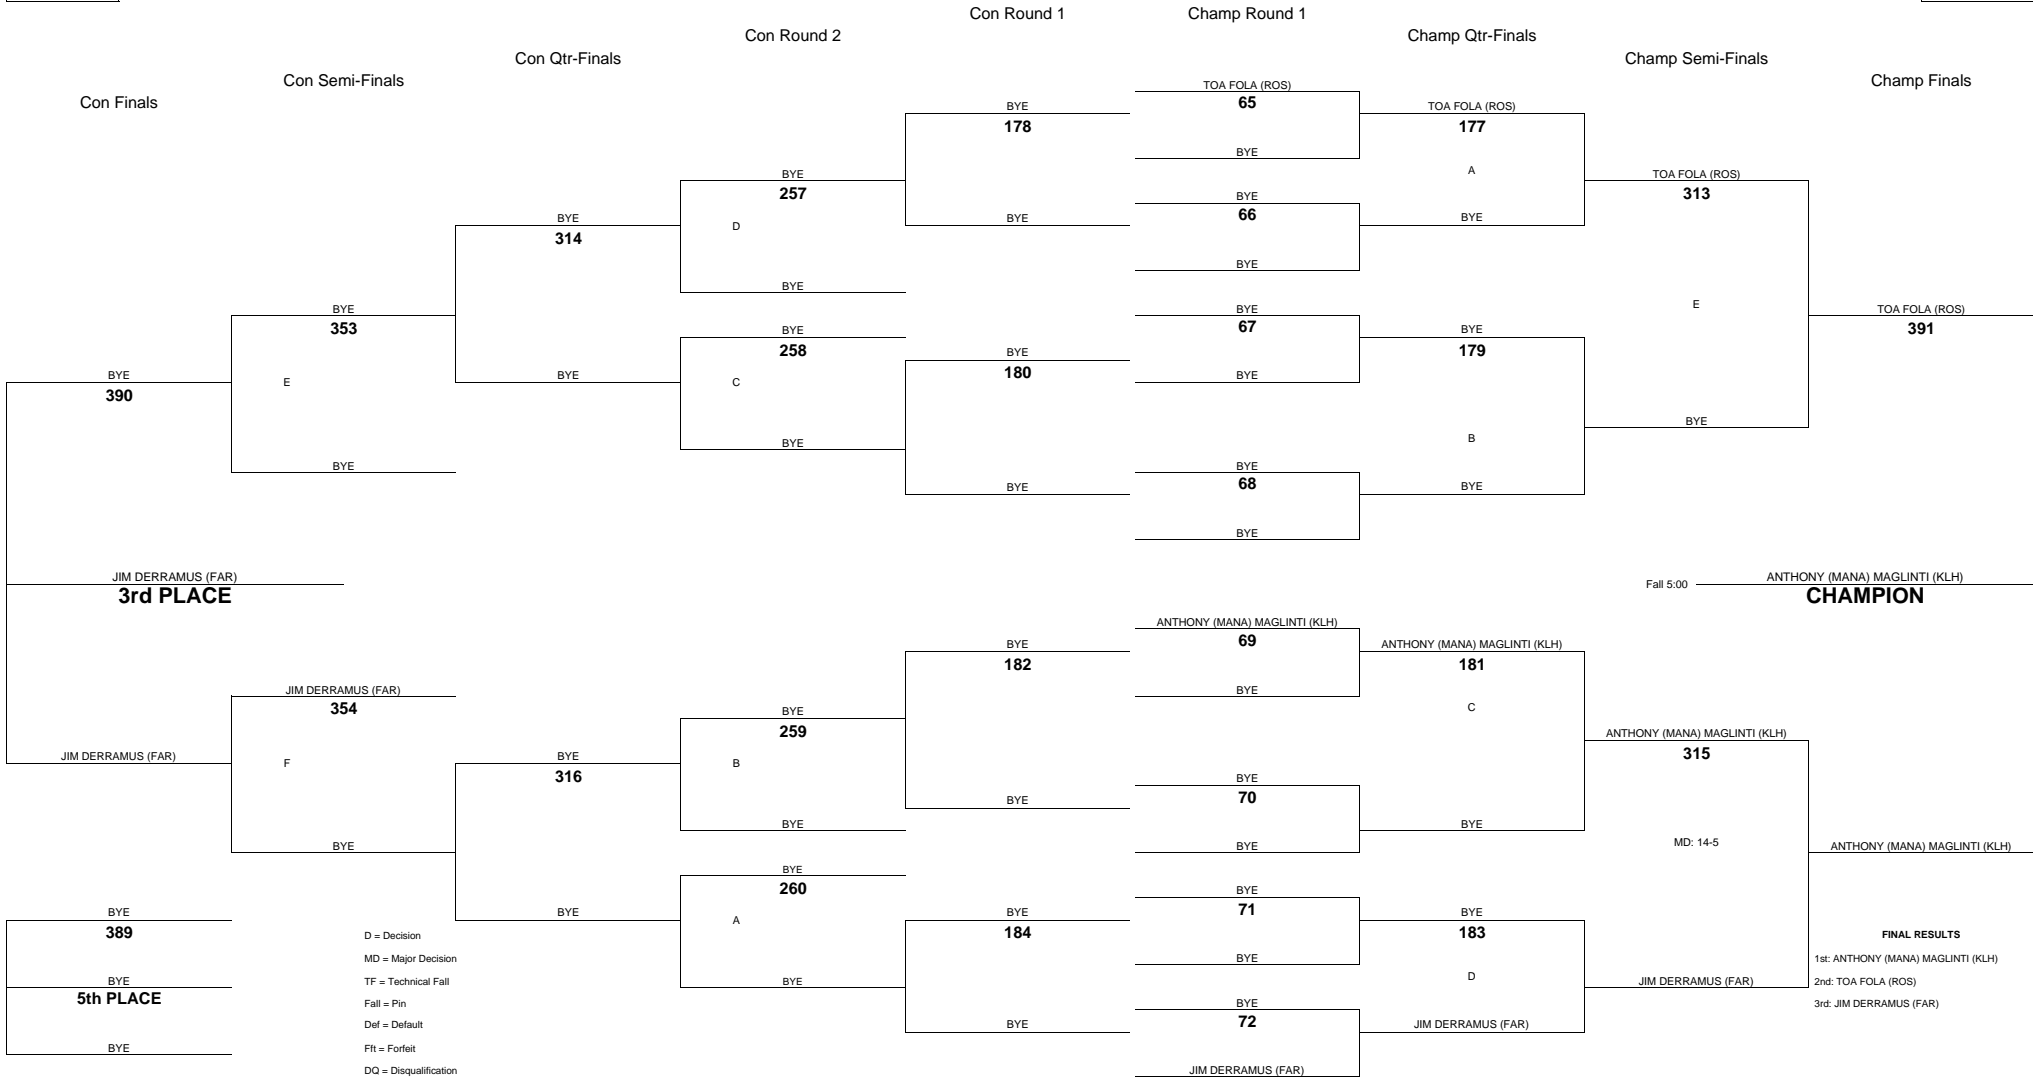 Con Round 1
Champ Round 1
Con Round 2
Champ Qtr-Finals
Con Qtr-Finals
Champ Semi-Finals
Con Semi-Finals
Champ Finals
Con Finals
TOA FOLA (ROS)
65
BYE
178
TOA FOLA (ROS)
177
BYE
A
BYE
257
TOA FOLA (ROS)
313
BYE
66
BYE
314
D
BYE
BYE
BYE
BYE
E
BYE
353
BYE
67
TOA FOLA (ROS)
391
BYE
258
BYE
179
BYE
180
BYE
390
E
BYE
C
BYE
BYE
BYE
B
BYE
BYE
68
BYE
BYE
BYE
JIM DERRAMUS (FAR)
3rd PLACE
Fall 5:00
ANTHONY (MANA) MAGLINTI (KLH)
CHAMPION
ANTHONY (MANA) MAGLINTI (KLH)
69
BYE
182
ANTHONY (MANA) MAGLINTI (KLH)
181
JIM DERRAMUS (FAR)
354
BYE
C
BYE
259
ANTHONY (MANA) MAGLINTI (KLH)
315
JIM DERRAMUS (FAR)
F
BYE
316
B
BYE
70
BYE
BYE
BYE
BYE
BYE
MD: 14-5
ANTHONY (MANA) MAGLINTI (KLH)
BYE
260
BYE
71
BYE
389
BYE
A
BYE
184
BYE
183
D = Decision
FINAL RESULTS
MD = Major Decision
BYE
1st: ANTHONY (MANA) MAGLINTI (KLH)
BYE
5th PLACE
TF = Technical Fall
BYE
D
JIM DERRAMUS (FAR)
2nd: TOA FOLA (ROS)
Fall = Pin
BYE
72
3rd: JIM DERRAMUS (FAR)
Def = Default
BYE
JIM DERRAMUS (FAR)
BYE
Fft = Forfeit
DQ = Disqualification
JIM DERRAMUS (FAR)